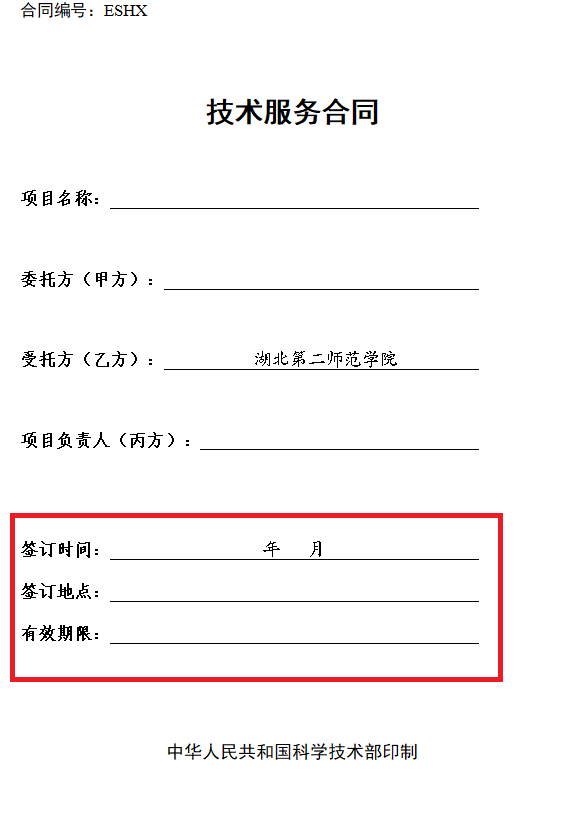 合同编号：ESHX
技术服务合同
项目名称：
委托方（甲方）：
受托方（乙方）：湖北第二师范学院
项目负责人（丙方）：
签订时间： 年 月
签订地点：
有效期限：
中华人民共和国科学技术部印制